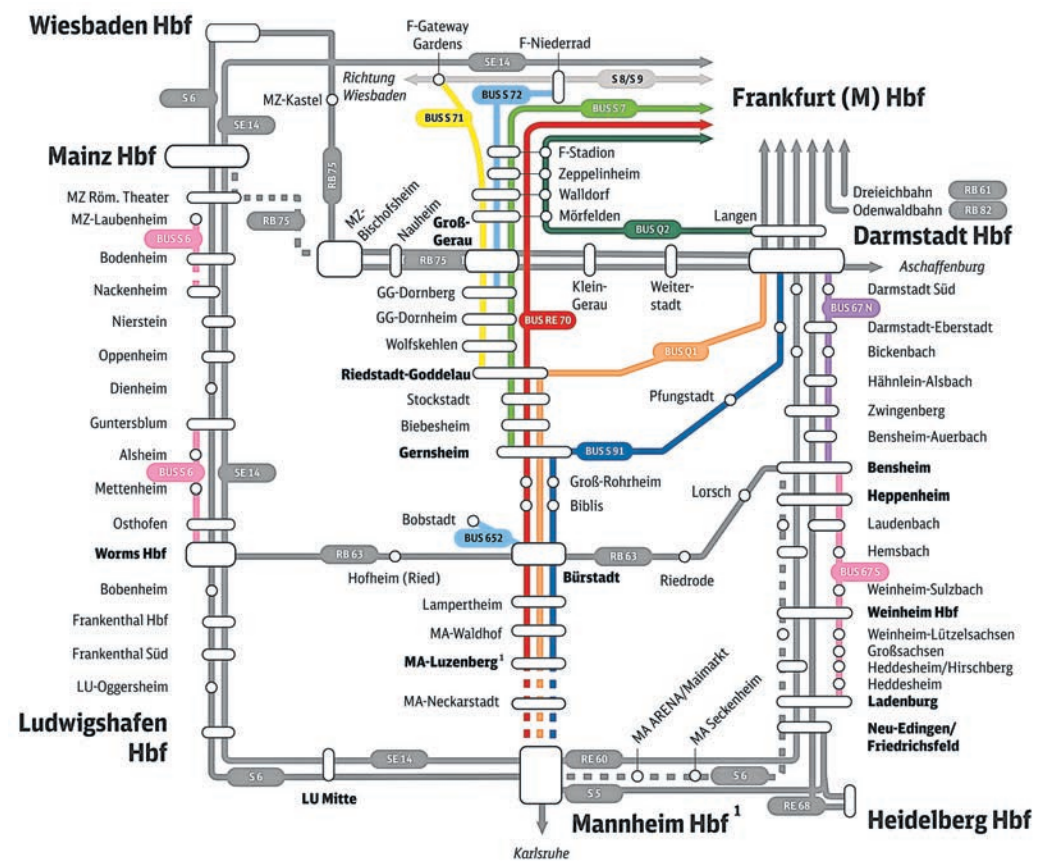 Wiesbaden Hbf
F-Gateway
Gardens
F-Niederrad
SE 14
Richtung
Wiesbaden
S 8/S 9
S 6
MZ-Kastel
BUS S 72
BUS S 7
Frankfurt (M) Hbf
BUS S 71
SE 14
Mainz Hbf
RB 75
F-Stadion
Zeppelinheim
Walldorf
Mörfelden
MZ Röm. Theater
MZ-Laubenheim
RB 75
BUS S 6
Bodenheim
Nackenheim
MZ-
Bischofsheim
Nauheim
RB 75
Groß-
Gerau
BUS Q2
Langen
Dreieichbahn
RB 61
Odenwaldbahn
RB 82
Darmstadt Hbf
Aschaffenburg
Klein-
Gerau
Weiter-
stadt
GG-Dornberg
GG-Dornheim
Wolfskehlen
BUS RE 70
BUS Q1
Darmstadt Süd
BUS 67 N
Darmstadt-Eberstadt
Bickenbach
Hähnlein-Alsbach
Zwingenberg
Bensheim-Auerbach
Nierstein
Oppenheim
Dienheim
Guntersblum
Alsheim
BUS S 6
SE 14
Mettenheim
Osthofen
Worms Hbf
Riedstadt-Goddelau
Stockstadt
Biebesheim
Gernsheim
Pfungstadt
BUS S 91
Groß-Rohrheim
Biblis
Lorsch
Bensheim
Heppenheim
Laudenbach
Hemsbach
BUS 67 S
Weinheim-Sulzbach
Weinheim Hbf
Weinheim-Lützelsachsen
Großsachsen
Heddesheim/Hirschberg
Heddesheim
Ladenburg
Neu-Edingen/
Friedrichsfeld
Bobstadt
BUS 652
RB 63
Hofheim (Ried)
Bürstadt
RB 63
Riedrode
Bobenheim
Frankenthal Hbf
Frankenthal Süd
LU-Oggersheim
Ludwigshafen
Hbf
Lampertheim
MA-Waldhof
MA-Luzenberg ¹
MA-Neckarstadt
MA ARENA/Maimarkt
MA Seckenheim
SE 14
S 6
LU Mitte
RE 60
S 6
S 5
RE 68
Mannheim Hbf ¹
Heidelberg Hbf
Karlsruhe